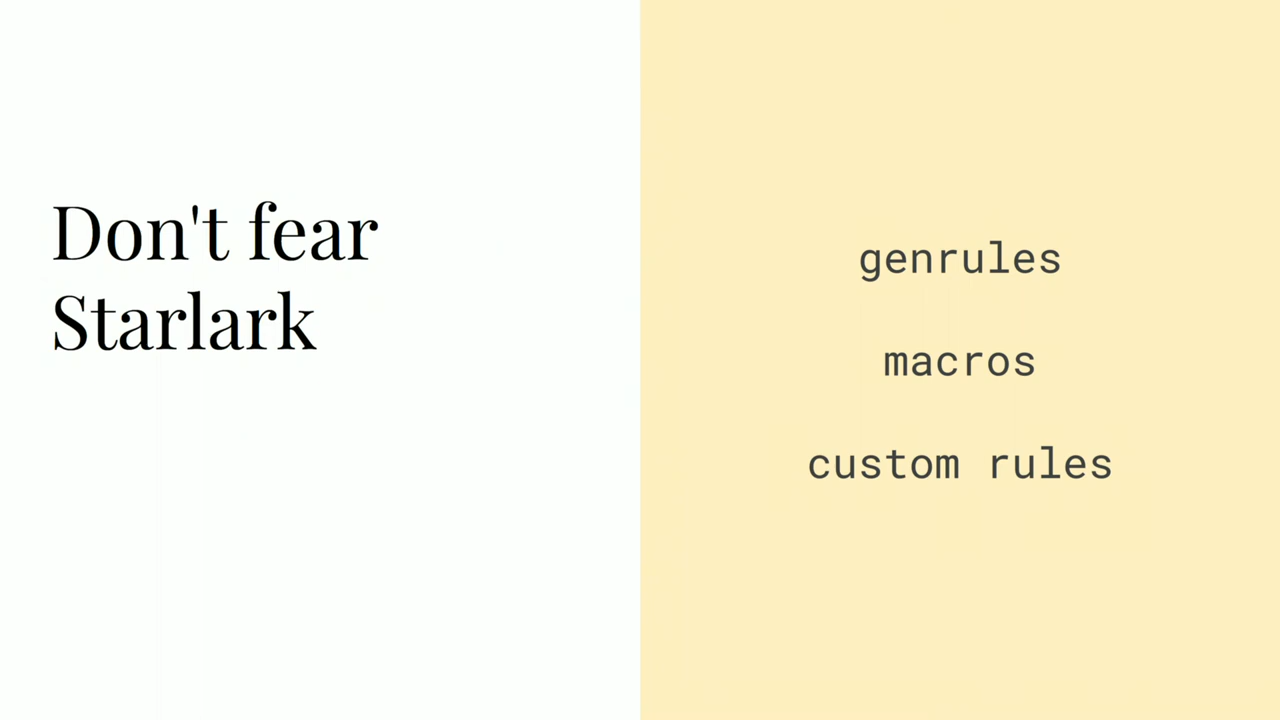 Don't fear
Starlark
genrules
macros
custom rules